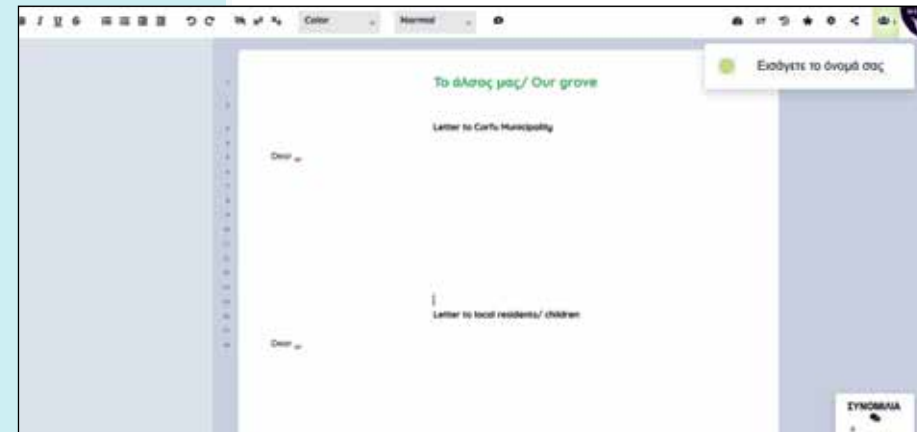 B I U S Color Normal
Εισάγετε το όνομά σας
Το άλσος μας/ Our grove
Letter to Corfu Municipality
Dear
Letter to local residents/ children
Dear
ΣΥΝΟΜΙΛΙΑ